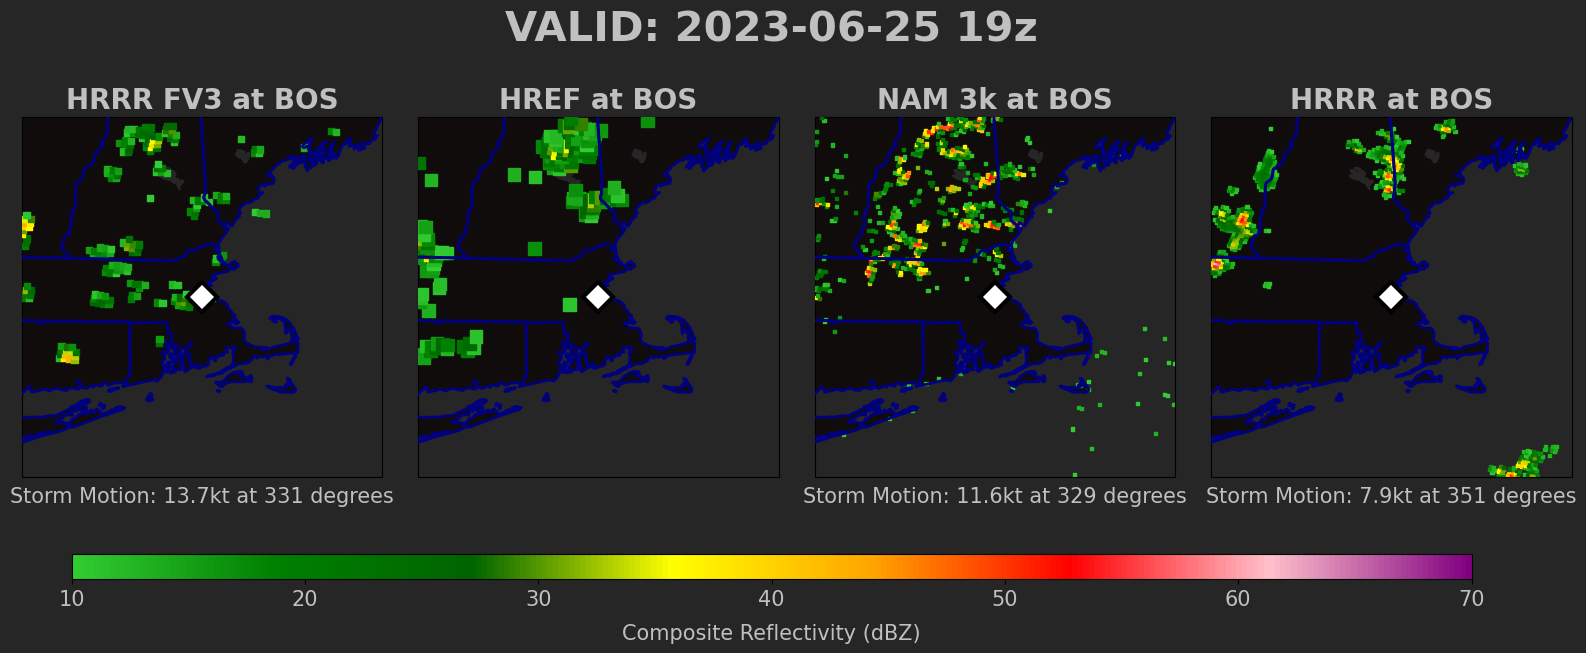 VALID: 2023-06-25 19z
HRRR FV3 at BOS
HREF at BOS
NAM 3k at BOS
HRRR at BOS
Storm Motion: 13.7kt at 331 degrees
Storm Motion: 11.6kt at 329 degrees
Storm Motion: 7.9kt at 351 degrees
10 20 30 40 50 60 70
Composite Reflectivity (dBZ)